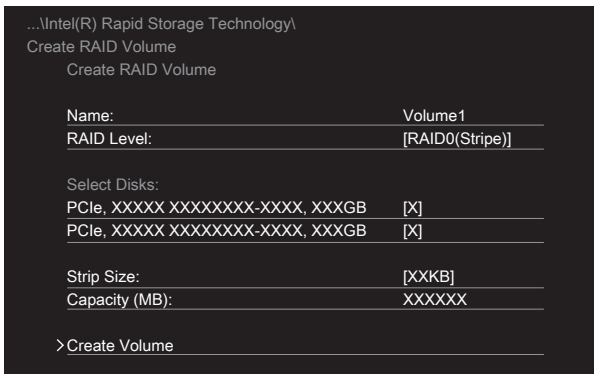 ...\Intel(R) Rapid Storage Technology\
Create RAID Volume
Create RAID Volume
Name: Volume1
RAID Level: [RAID0(Stripe)]
Select Disks:
PCIe, XXXXX XXXXXXXX-XXXX, XXXGB [X]
PCIe, XXXXX XXXXXXXX-XXXX, XXXGB [X]
Strip Size: [XXKB]
Capacity (MB): XXXXXX
>Create Volume